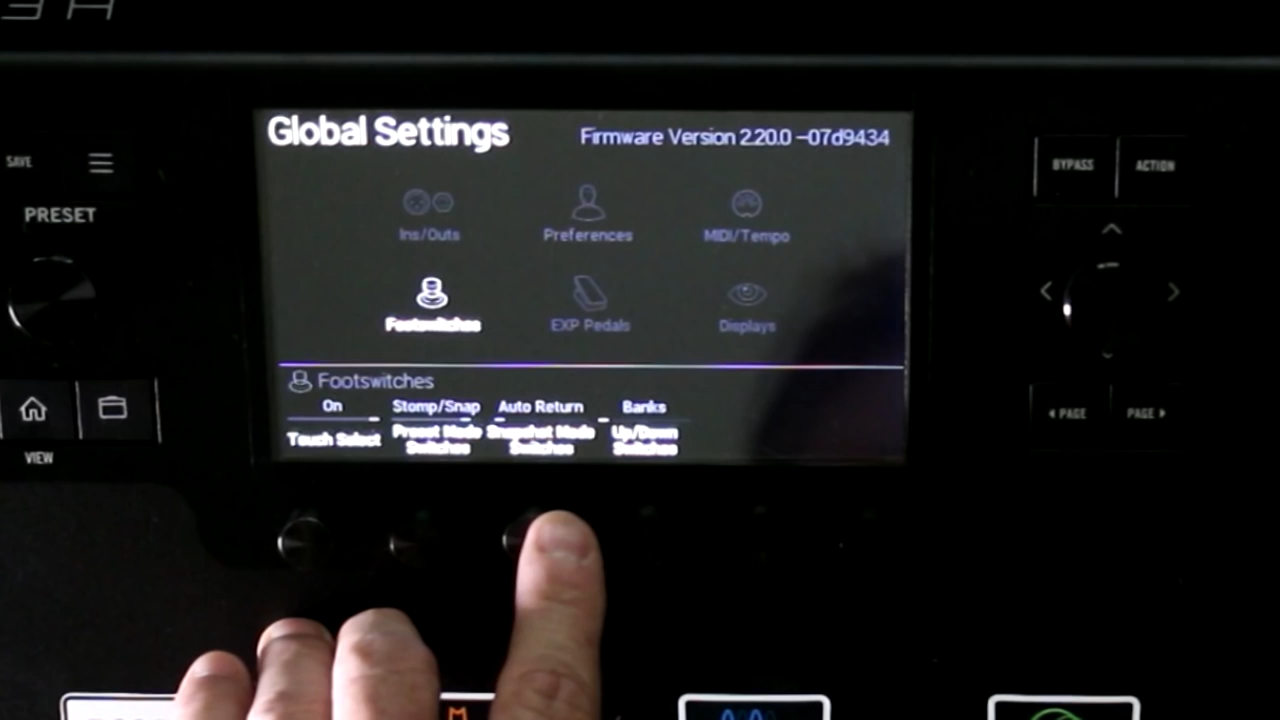 Global Settings
Firmware Version 2.20.0 -07d9434
SAVE
PRESET
VIEW
Ins/Outs
Preferences
MIDI/Tempo
Footswitches
EXP Pedals
Displays
Footswitches
On
Stomp/Snap
Auto Return
Banks
Touch Select
Preset Mode
Switches
Snapshot Mode
Switches
Up/Down
Switches
BYPASS
ACTION
PAGE
PAGE